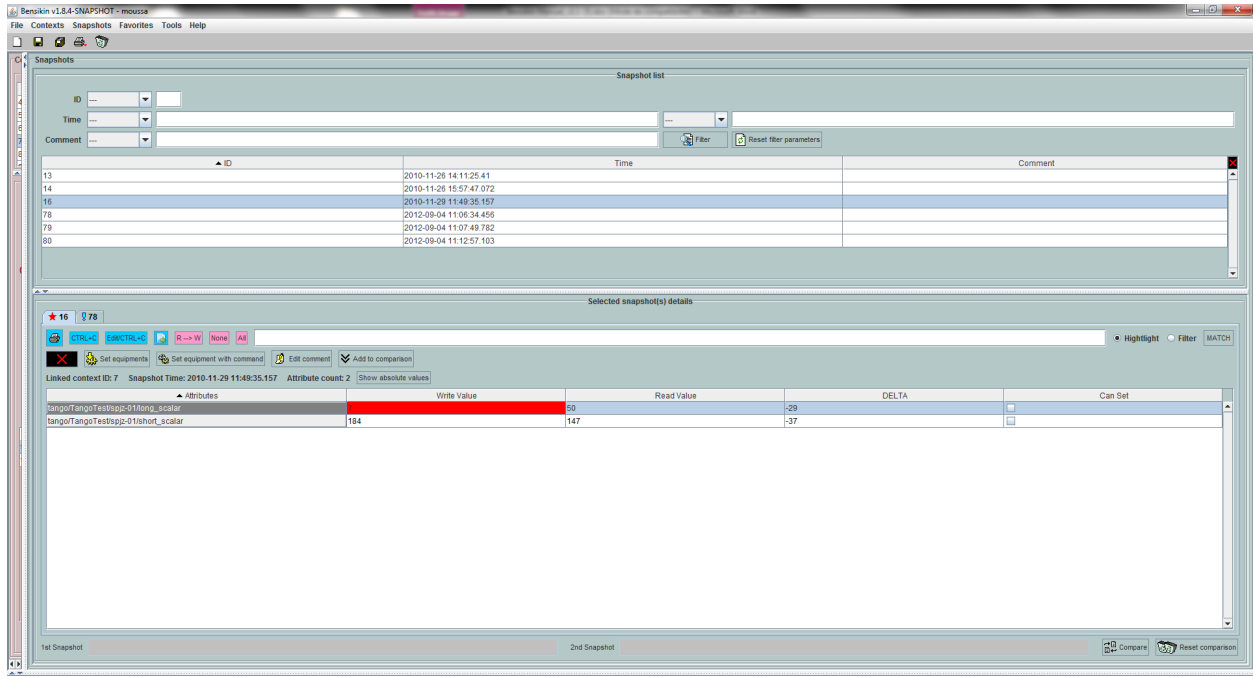 Bensikin v1.8.4-SNAPSHOT - moussa
File Contexts Snapshots Favorites Tools Help
Snapshots
Snapshot list
ID ---
Time --- ---
Comment --- Filter Reset filter parameters
ID Time Comment
13 2010-11-26 14:11:25.41
14 2010-11-26 15:57:47.072
16 2010-11-29 11:49:35.157
78 2012-09-04 11:06:34.456
79 2012-09-04 11:07:49.782
80 2012-09-04 11:12:57.103
Selected snapshot(s) details
16 78
CTRL+C Edit/CTRL+C R --> W None All Hightlight Filter MATCH
Set equipments Set equipment with command Edit comment Add to comparison
Linked context ID: 7 Snapshot Time: 2010-11-29 11:49:35.157 Attribute count: 2 Show absolute values
Attributes Write Value Read Value DELTA Can Set
tango/TangoTest/spjz-01/long_scalar 50 -29
tango/TangoTest/spjz-01/short_scalar 184 147 -37
1st Snapshot 2nd Snapshot Compare Reset comparison